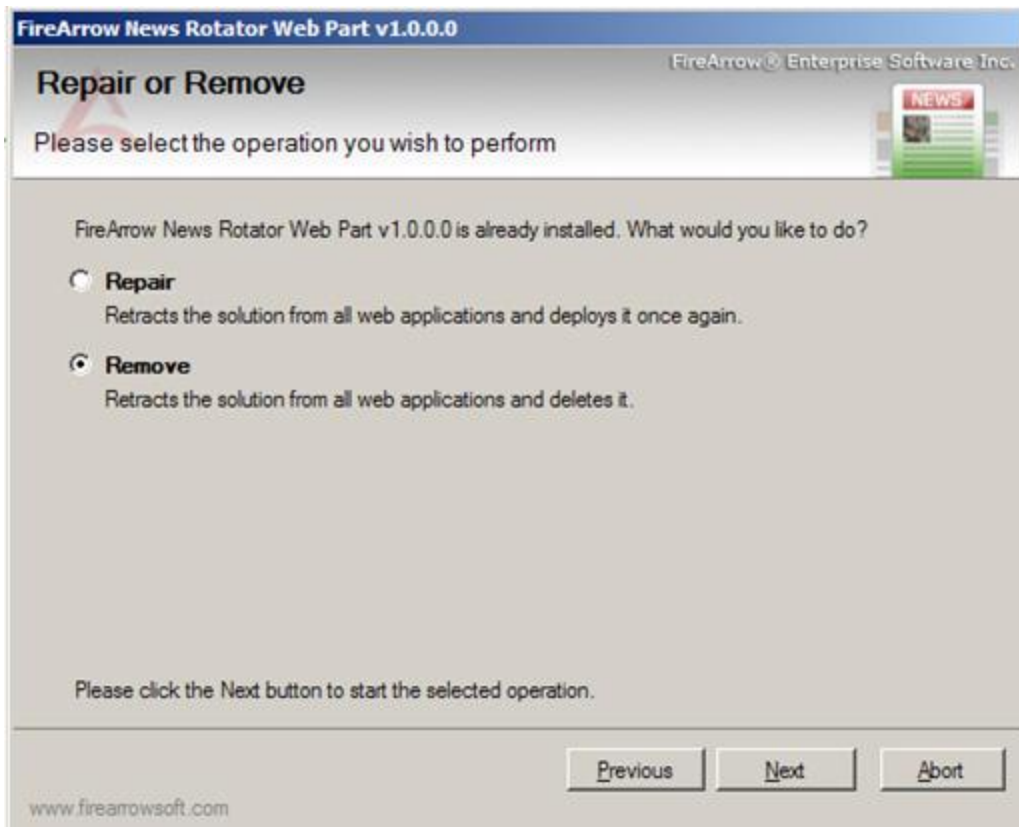 FireArrow News Rotator Web Part v1.0.0.0
FireArrow® Enterprise Software Inc.
Repair or Remove
NEWS
Please select the operation you wish to perform
FireArrow News Rotator Web Part v1.0.0.0 is already installed. What would you like to do?
Repair
Retracts the solution from all web applications and deploys it once again.
Remove
Retracts the solution from all web applications and deletes it.
Please click the Next button to start the selected operation.
Previous
Next
Abort
www.firearrowsoft.com